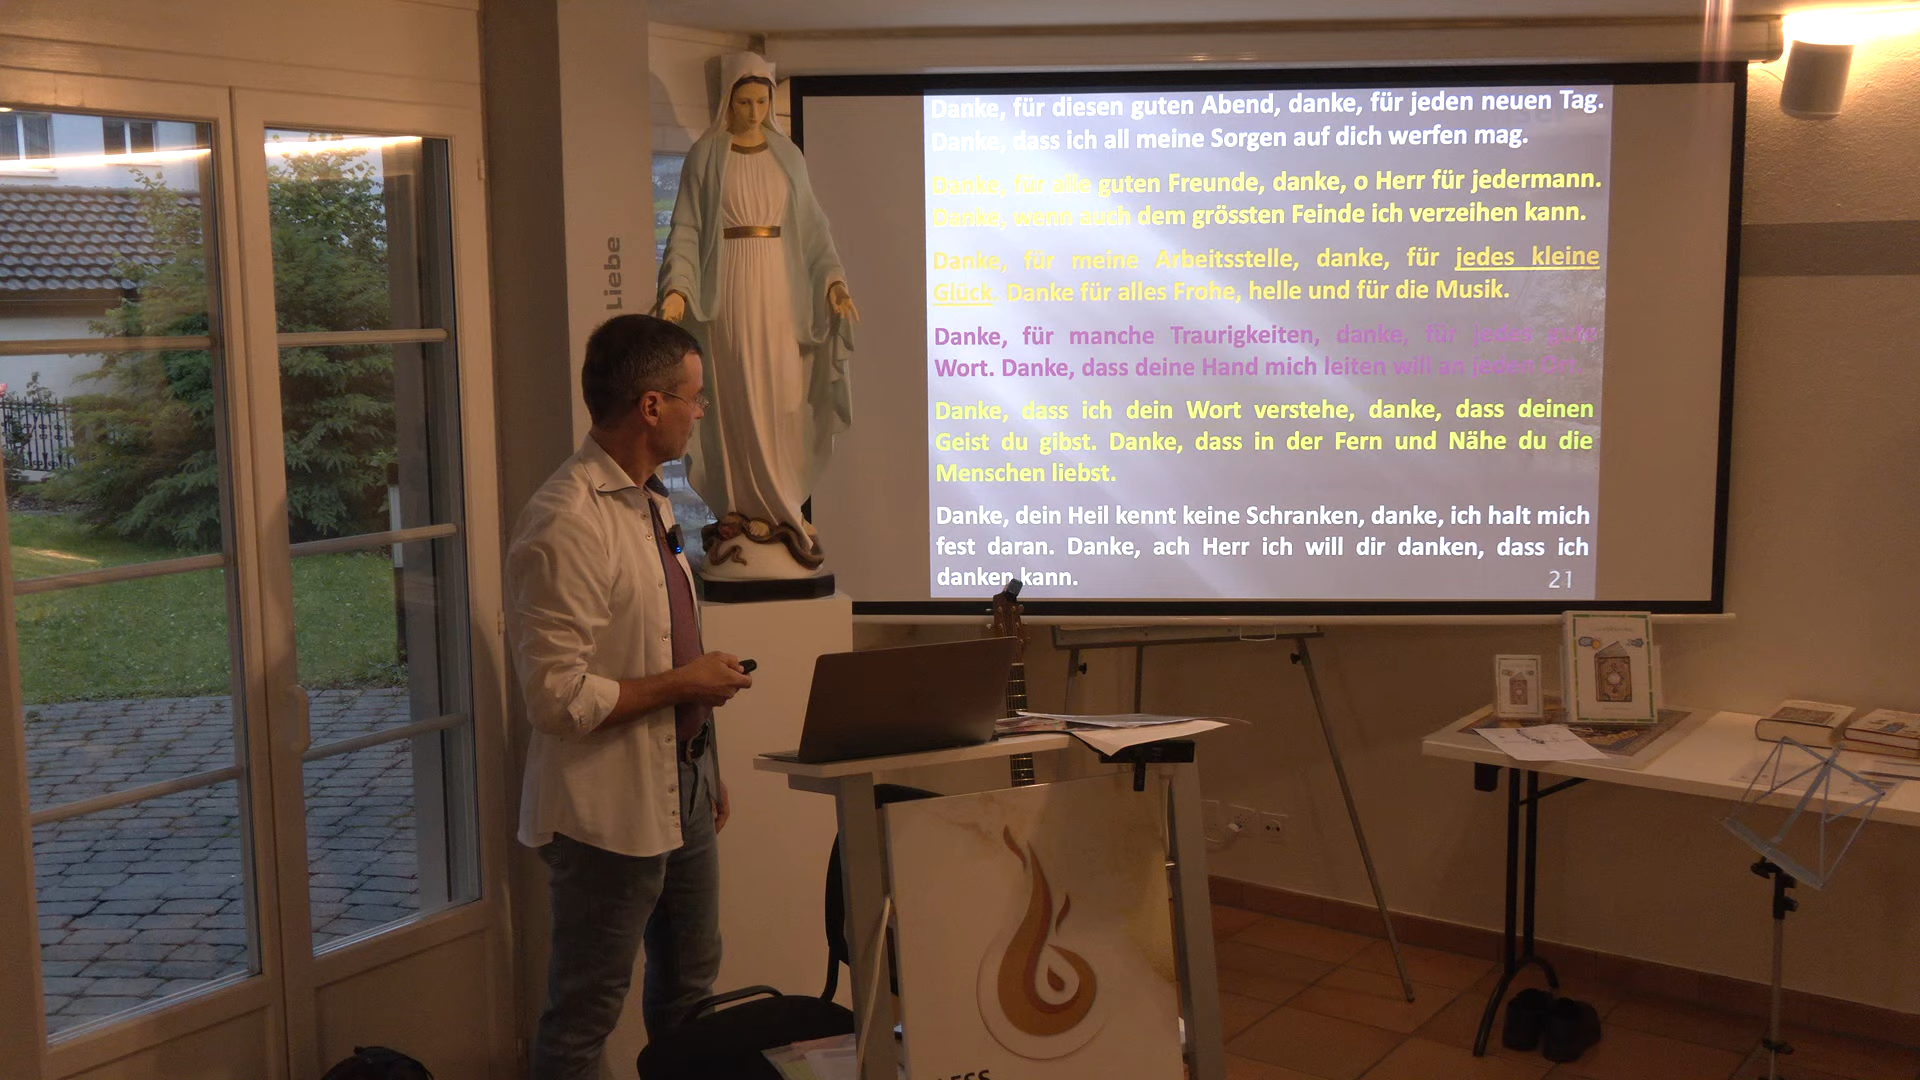 Danke, für diesen guten Abend, danke, für jeden neuen Tag.
Danke, dass ich all meine Sorgen auf dich werfen mag.
Danke, für alle guten Freunde, danke, o Herr für jedermann.
Danke, wenn auch dem grössten Feinde ich verzeihen kann.
Danke, für meine Arbeitsstelle, danke, für jedes kleine
Glück. Danke für alles Frohe, helle und für die Musik.
Danke, für manche Traurigkeiten, danke, für jedes gute
Wort. Danke, dass deine Hand mich leiten will an jeden Ort.
Danke, dass ich dein Wort verstehe, danke, dass deinen
Geist du gibst. Danke, dass in der Fern und Nähe du die
Menschen liebst.
Danke, dein Heil kennt keine Schranken, danke, ich halt mich
fest daran. Danke, ach Herr ich will dir danken, dass ich
danken kann.
21
Liebe